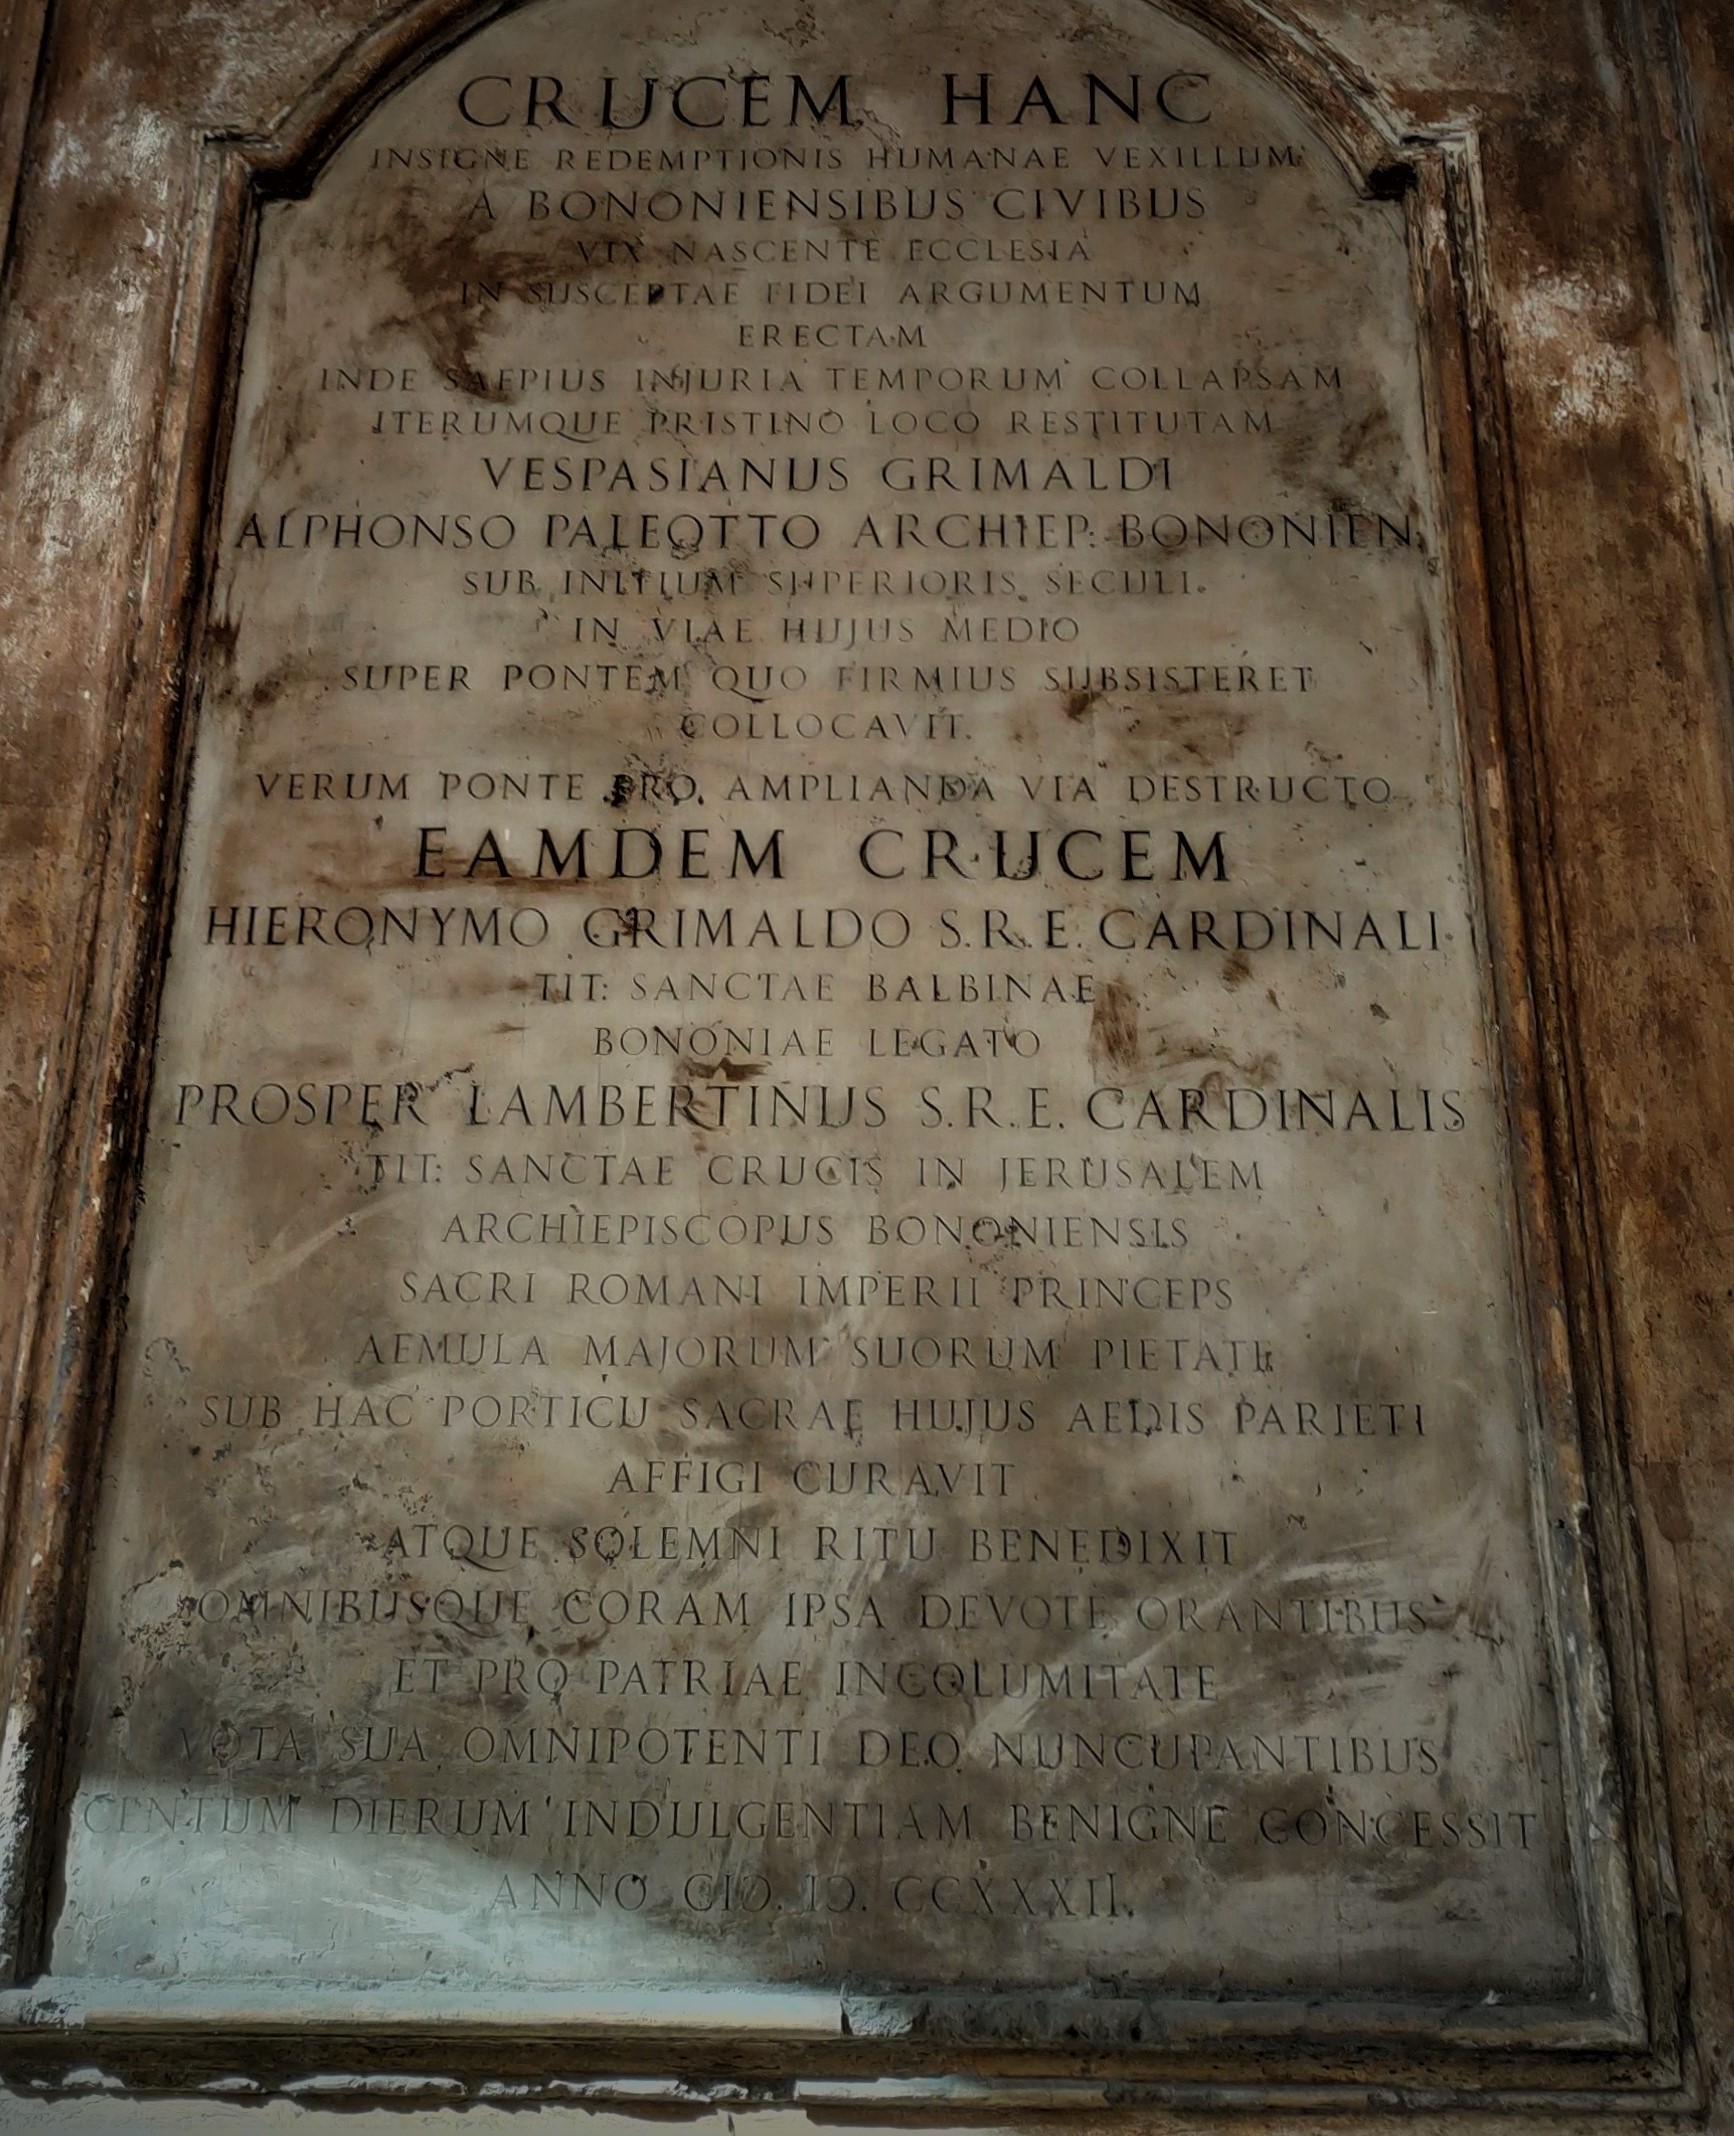 CRUCEM HANC
INSIGNE REDEMPTIONIS HUMANAE VEXILLUM
A BONONIENSIBUS CIVIBUS
VIX NASCENTE ECCLESIA
IN SUSCEPTAE FIDEI ARGUMENTUM
ERECTAM
INDE SAEPIUS INJURIA TEMPORUM COLLAPSAM
ITERUMQUE PRISTINO LOCO RESTITUTAM
VESPASIANUS GRIMALDI
ALPHONSO PALEOTTO ARCHIEP: BONONIEN.
SUB INITIUM SUPERIORIS SECULI.
IN VIAE HUJUS MEDIO
SUPER PONTEM QUO FIRMIUS SUBSISTERET
COLLOCAVIT.
VERUM PONTE PRO AMPLIANDA VIA DESTRUCTO
EAMDEM CRUCEM
HIERONYMO GRIMALDO S.R.E. CARDINALI
TIT: SANCTAE BALBINAE
BONONIAE LEGATO
PROSPER LAMBERTINUS S.R.E. CARDINALIS
TIT: SANCTAE CRUCIS IN JERUSALEM
ARCHIEPISCOPUS BONONIENSIS
SACRI ROMANI IMPERII PRINCEPS
AEMULA MAJORUM SUORUM PIETATE
SUB HAC PORTICU SACRAE HUJUS AEDIS PARIETI
AFFIGI CURAVIT
ATQUE SOLEMNI RITU BENEDIXIT
OMNIBUSQUE CORAM IPSA DEVOTE ORANTIBUS
ET PRO PATRIAE INCOLUMITATE
VOTA SUA OMNIPOTENTI DEO NUNCUPANTIBUS
CENTUM DIERUM INDULGENTIAM BENIGNE CONCESSIT
ANNO CIƆ. IƆ. CCXXXII.